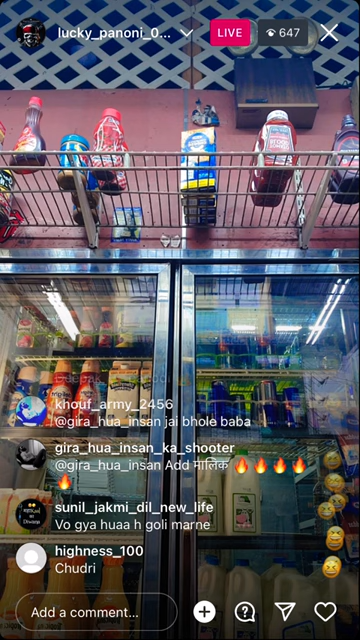 lucky_panoni_0...
LIVE
647
khouf_army_2456
@gira_hua_insan jai bhole baba
gira_hua_insan_ka_shooter
@gira_hua_insan Add मालिक 🔥🔥🔥🔥
🔥
sunil_jakmi_dil_new_life
Vo gya huaa h goli marne
highness_100
Chudri
Add a comment...